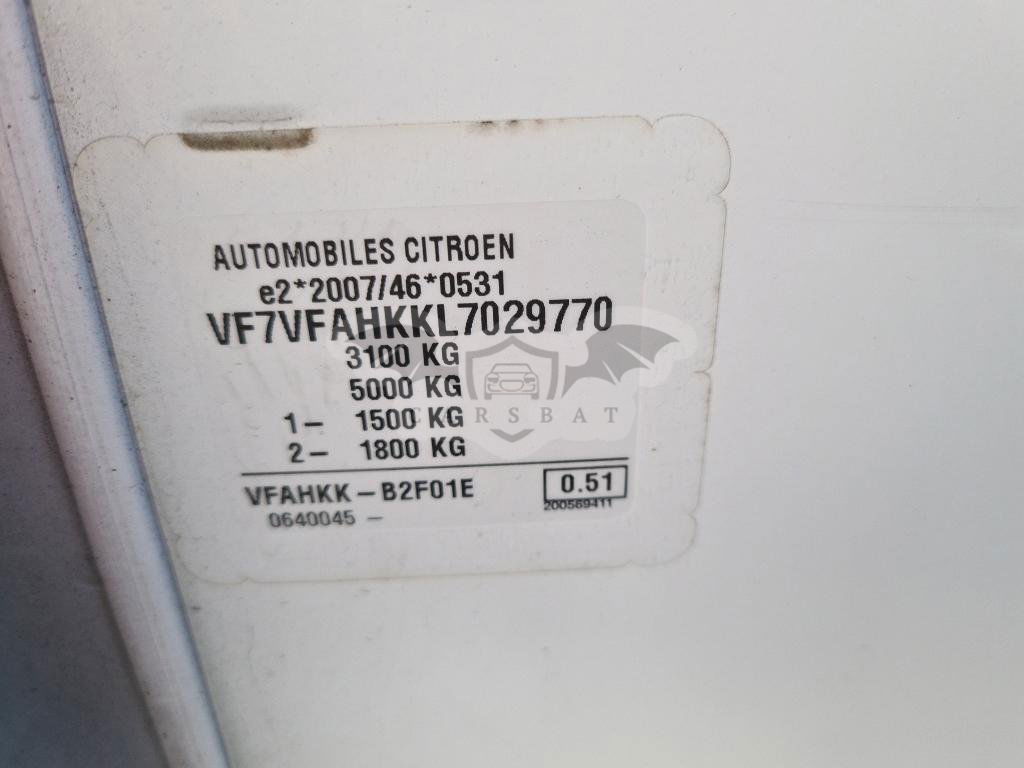 AUTOMOBILES CITROEN
e2*2007/46*0531
VF7VFAHKKL7029770
3100 KG
5000 KG
1- 1500 KG
2- 1800 KG
CARSBAT
VFAHKK-B2F01E 0.51
200569411
0640045 -